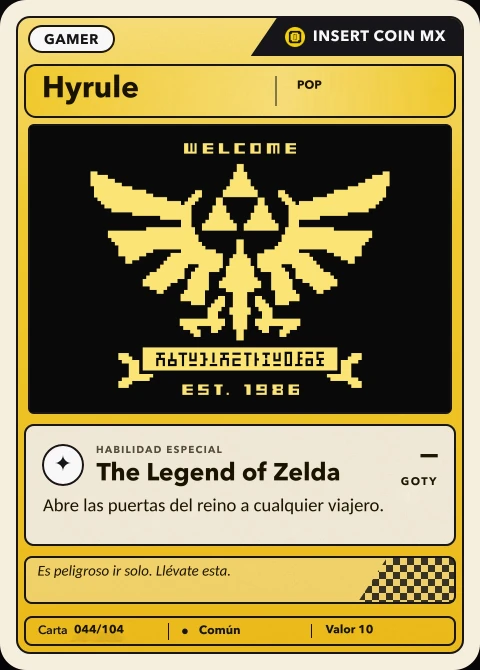 GAMER
INSERT COIN MX
Hyrule
POP
WELCOME
EST. 1986
HABILIDAD ESPECIAL
The Legend of Zelda
—
GOTY
Abre las puertas del reino a cualquier viajero.
Es peligroso ir solo. Llévate esta.
Carta 044/104
• Común
Valor 10